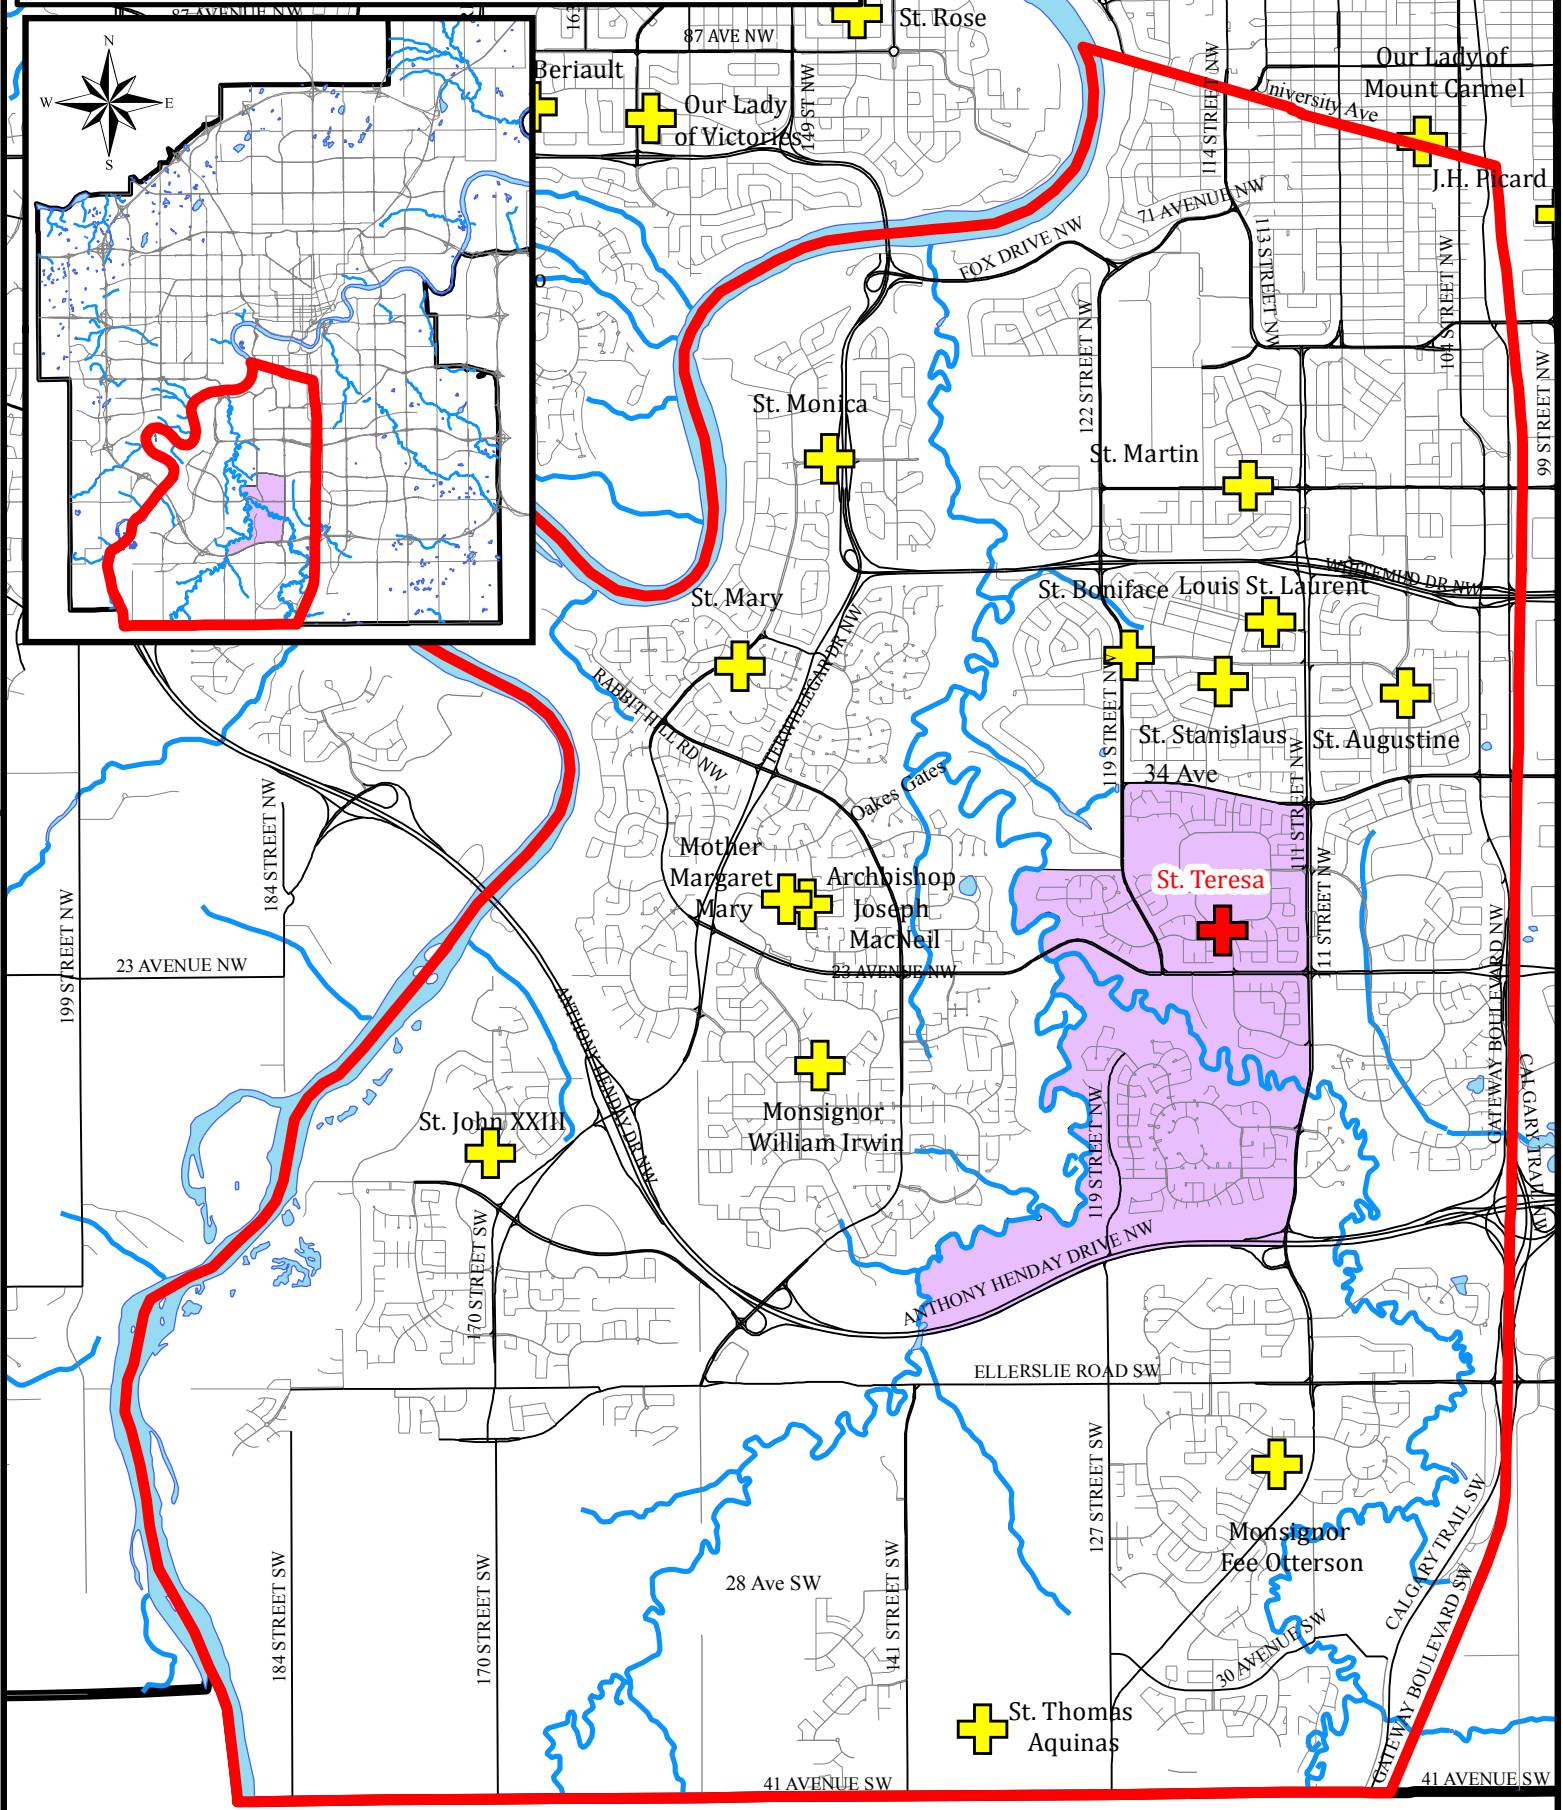 87 AVENUE NW
N
W
E
S
St. Rose
87 AVE NW
Beriault
Our Lady
of Victories
149 ST NW
114 STREET NW
University Ave
Our Lady of
Mount Carmel
J.H. Picard
71 AVENUE NW
FOX DRIVE NW
113 STREET NW
104 STREET NW
122 STREET NW
99 STREET NW
St. Monica
St. Martin
WHITEMUD DR NW
St. Boniface
Louis St. Laurent
St. Mary
RABBIT HILL RD NW
TERWILLEGAR DR NW
119 STREET NW
St. Stanislaus
St. Augustine
34 Ave
111 STREET NW
Oakes Gates
184 STREET NW
Mother
Margaret
Mary
Archbishop
Joseph
MacNeil
St. Teresa
111 STREET NW
199 STREET NW
23 AVENUE NW
23 AVENUE NW
GATEWAY BOULEVARD NW
CALGARY TRAIL NW
ANTHONY HENDAY DR NW
St. John XXIII
Monsignor
William Irwin
119 STREET NW
170 STREET SW
ANTHONY HENDAY DRIVE NW
ELLERSLIE ROAD SW
127 STREET SW
Monsignor
Fee Otterson
CALGARY TRAIL SW
GATEWAY BOULEVARD SW
28 Ave SW
184 STREET SW
170 STREET SW
141 STREET SW
30 AVENUE SW
St. Thomas
Aquinas
41 AVENUE SW
41 AVENUE SW